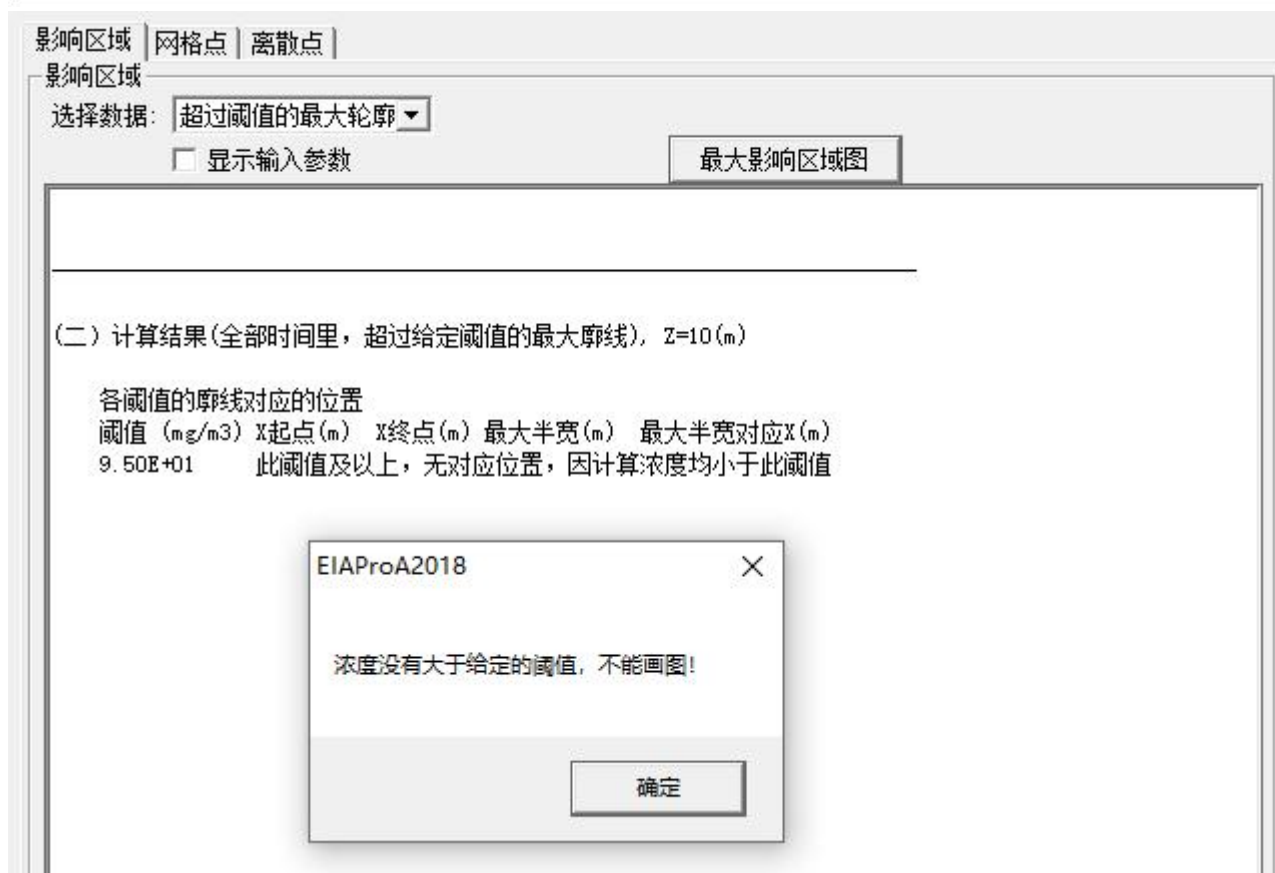 影响区域 网格点 离散点
影响区域
选择数据: 超过阈值的最大轮廓
显示输入参数 最大影响区域图
(二) 计算结果(全部时间里，超过给定阈值的最大廓线), Z=10(m)
各阈值的廓线对应的位置
阈值 (mg/m3) X起点(m) X终点(m) 最大半宽(m) 最大半宽对应X(m)
9.50E+01 此阈值及以上，无对应位置，因计算浓度均小于此阈值
EIAProA2018
浓度没有大于给定的阈值, 不能画图!
确定